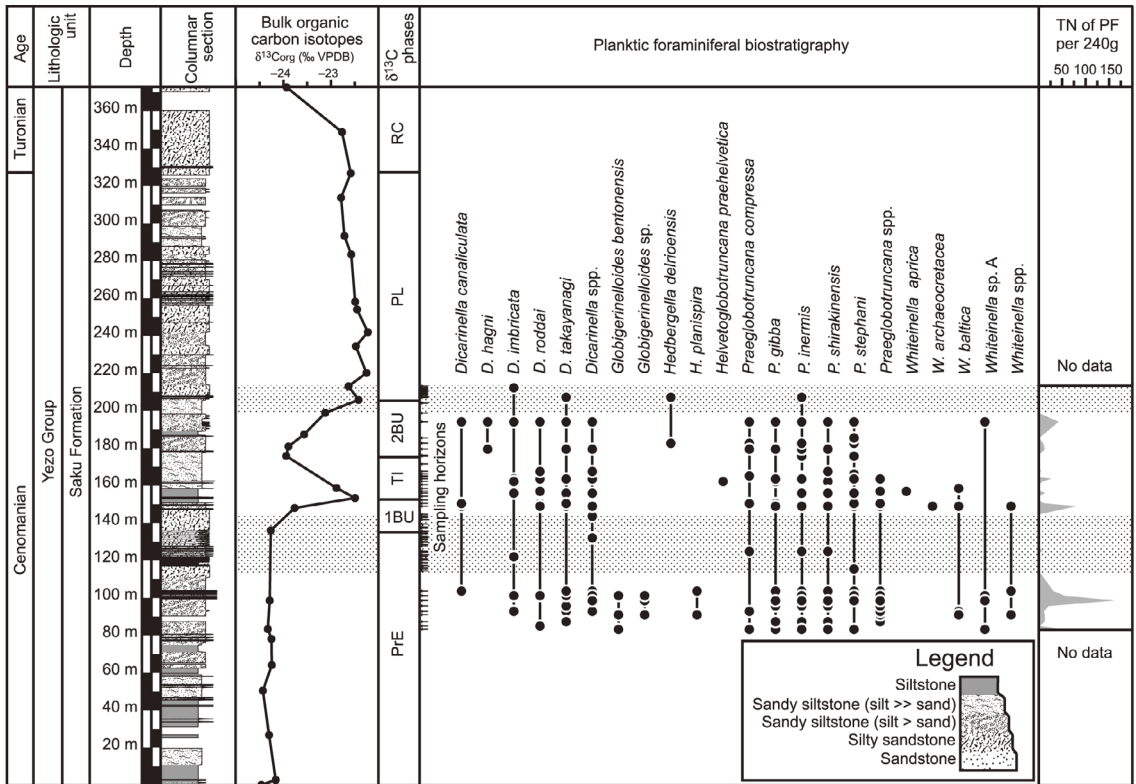 Age
Lithologic
unit
Depth
Columnar
section
Bulk organic
carbon isotopes
δ13Corg (‰ VPDB)
−24 −23
δ13C
phases
Planktic foraminiferal biostratigraphy
TN of PF
per 240g
50 100 150
Turonian
Cenomanian
Yezo Group
Saku Formation
360 m
340 m
320 m
300 m
280 m
260 m
240 m
220 m
200 m
180 m
160 m
140 m
120 m
100 m
80 m
60 m
40 m
20 m
RC
PL
2BU
TI
1BU
PrE
Sampling horizons
Dicarinella canaliculata
D. hagni
D. imbricata
D. roddai
D. takayanagi
Dicarinella spp.
Globigerinelloides bentonensis
Globigerinelloides sp.
Hedbergella delrioensis
H. planispira
Helvetoglobotruncana praehelvetica
Praeglobotruncana compressa
P. gibba
P. inermis
P. shirakinensis
P. stephani
Praeglobotruncana spp.
Whiteinella aprica
W. archaeocretacea
W. baltica
Whiteinella sp. A
Whiteinella spp.
No data
No data
Legend
Siltstone
Sandy siltstone (silt >> sand)
Sandy siltstone (silt > sand)
Silty sandstone
Sandstone